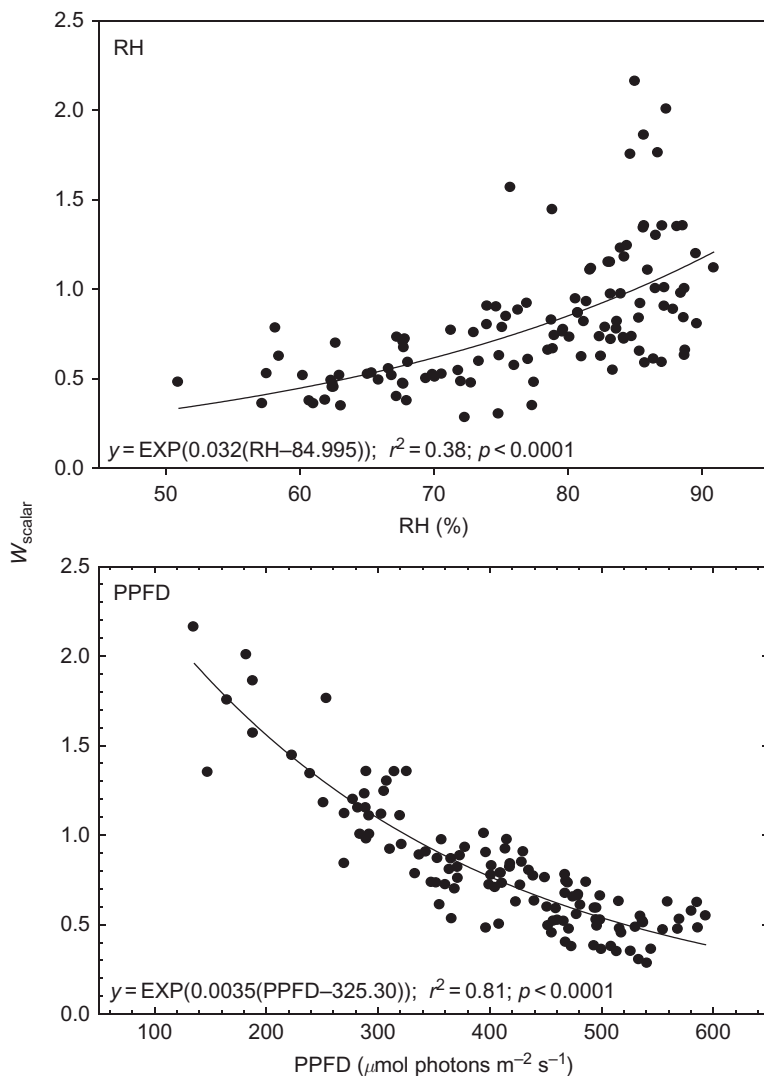 2.5
RH
2.0
1.5
1.0
0.5
0.0
y = EXP(0.032(RH–84.995)); r² = 0.38; p < 0.0001
50 60 70 80 90
RH (%)
Wscalar
2.5
PPFD
2.0
1.5
1.0
0.5
0.0
y = EXP(0.0035(PPFD–325.30)); r² = 0.81; p < 0.0001
100 200 300 400 500 600
PPFD (μmol photons m⁻² s⁻¹)